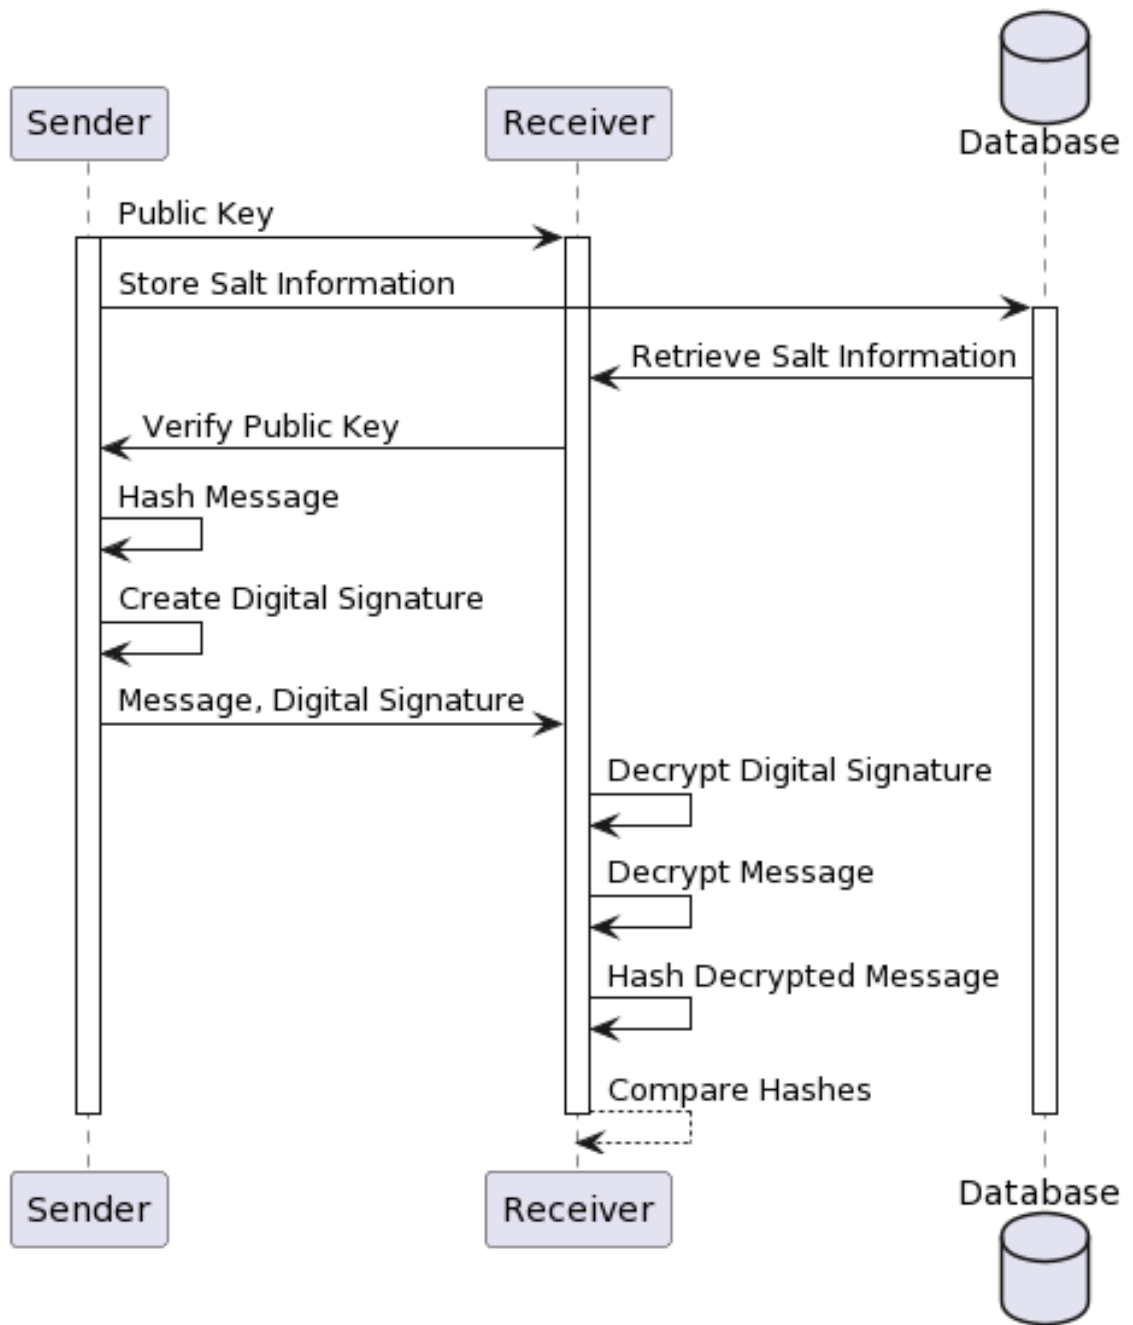 Sender
Receiver
Database
Public Key
Store Salt Information
Retrieve Salt Information
Verify Public Key
Hash Message
Create Digital Signature
Message, Digital Signature
Decrypt Digital Signature
Decrypt Message
Hash Decrypted Message
Compare Hashes
Sender
Receiver
Database